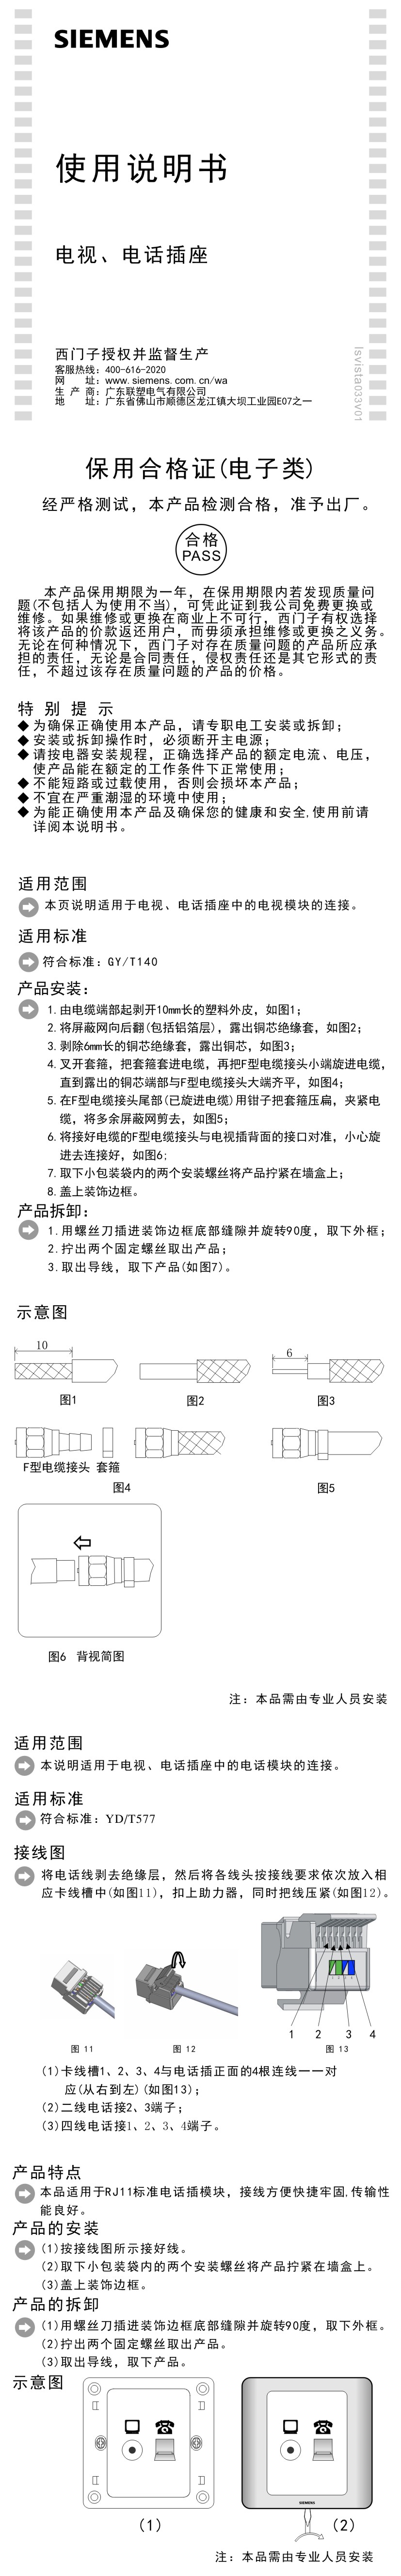 SIEMENS
使用说明书
电视、电话插座
西门子授权并监督生产
客服热线：400-616-2020
网 址：www.siemens.com.cn/wa
生 产 商：广东联塑电气有限公司
地 址：广东省佛山市顺德区龙江镇大坝工业园E07之一
lsvista033v01
保用合格证(电子类)
经严格测试，本产品检测合格，准予出厂。
合格
PASS
本产品保用期限为一年，在保用期限内若发现质量问
题(不包括人为使用不当)，可凭此证到我公司免费更换或
维修。如果维修或更换在商业上不可行，西门子有权选择
将该产品的价款返还用户，而毋须承担维修或更换之义务。
无论在何种情况下，西门子对存在质量问题的产品所应承
担的责任，无论是合同责任，侵权责任还是其它形式的责
任，不超过该存在质量问题的产品的价格。
特 别 提 示
◆为确保正确使用本产品，请专职电工安装或拆卸；
◆安装或拆卸操作时，必须断开主电源；
◆请按电器安装规程，正确选择产品的额定电流、电压，
使产品能在额定的工作条件下正常使用；
◆不能短路或过载使用，否则会损坏本产品；
◆不宜在严重潮湿的环境中使用；
◆为能正确使用本产品及确保您的健康和安全,使用前请
详阅本说明书。
适用范围
本页说明适用于电视、电话插座中的电视模块的连接。
适用标准
符合标准：GY/T140
产品安装：
1.由电缆端部起剥开10mm长的塑料外皮，如图1；
2.将屏蔽网向后翻(包括铝箔层)，露出铜芯绝缘套，如图2；
3.剥除6mm长的铜芯绝缘套，露出铜芯，如图3；
4.叉开套箍，把套箍套进电缆，再把F型电缆接头小端旋进电缆，
直到露出的铜芯端部与F型电缆接头大端齐平，如图4；
5.在F型电缆接头尾部(已旋进电缆)用钳子把套箍压扁，夹紧电
缆，将多余屏蔽网剪去，如图5；
6.将接好电缆的F型电缆接头与电视插背面的接口对准，小心旋
进去连接好，如图6；
7.取下小包装袋内的两个安装螺丝将产品拧紧在墙盒上；
8.盖上装饰边框。
产品拆卸：
1.用螺丝刀插进装饰边框底部缝隙并旋转90度，取下外框；
2.拧出两个固定螺丝取出产品；
3.取出导线，取下产品(如图7)。
示意图
10
6
图1
图2
图3
F型电缆接头 套箍
图4
图5
图6 背视简图
注：本品需由专业人员安装
适用范围
本说明适用于电视、电话插座中的电话模块的连接。
适用标准
符合标准：YD/T577
接线图
将电话线剥去绝缘层，然后将各线头按接线要求依次放入相
应卡线槽中(如图11)，扣上助力器，同时把线压紧(如图12)。
1 2 3 4
图 11
图 12
图 13
(1)卡线槽1、2、3、4与电话插正面的4根连线一一对
应(从右到左)(如图13)；
(2)二线电话接2、3端子；
(3)四线电话接1、2、3、4端子。
产品特点
本品适用于RJ11标准电话插模块，接线方便快捷牢固,传输性
能良好。
产品的安装
(1)按接线图所示接好线。
(2)取下小包装袋内的两个安装螺丝将产品拧紧在墙盒上。
(3)盖上装饰边框。
产品的拆卸
(1)用螺丝刀插进装饰边框底部缝隙并旋转90度，取下外框。
(2)拧出两个固定螺丝取出产品。
(3)取出导线，取下产品。
示意图
SIEMENS
(1)
(2)
注：本品需由专业人员安装